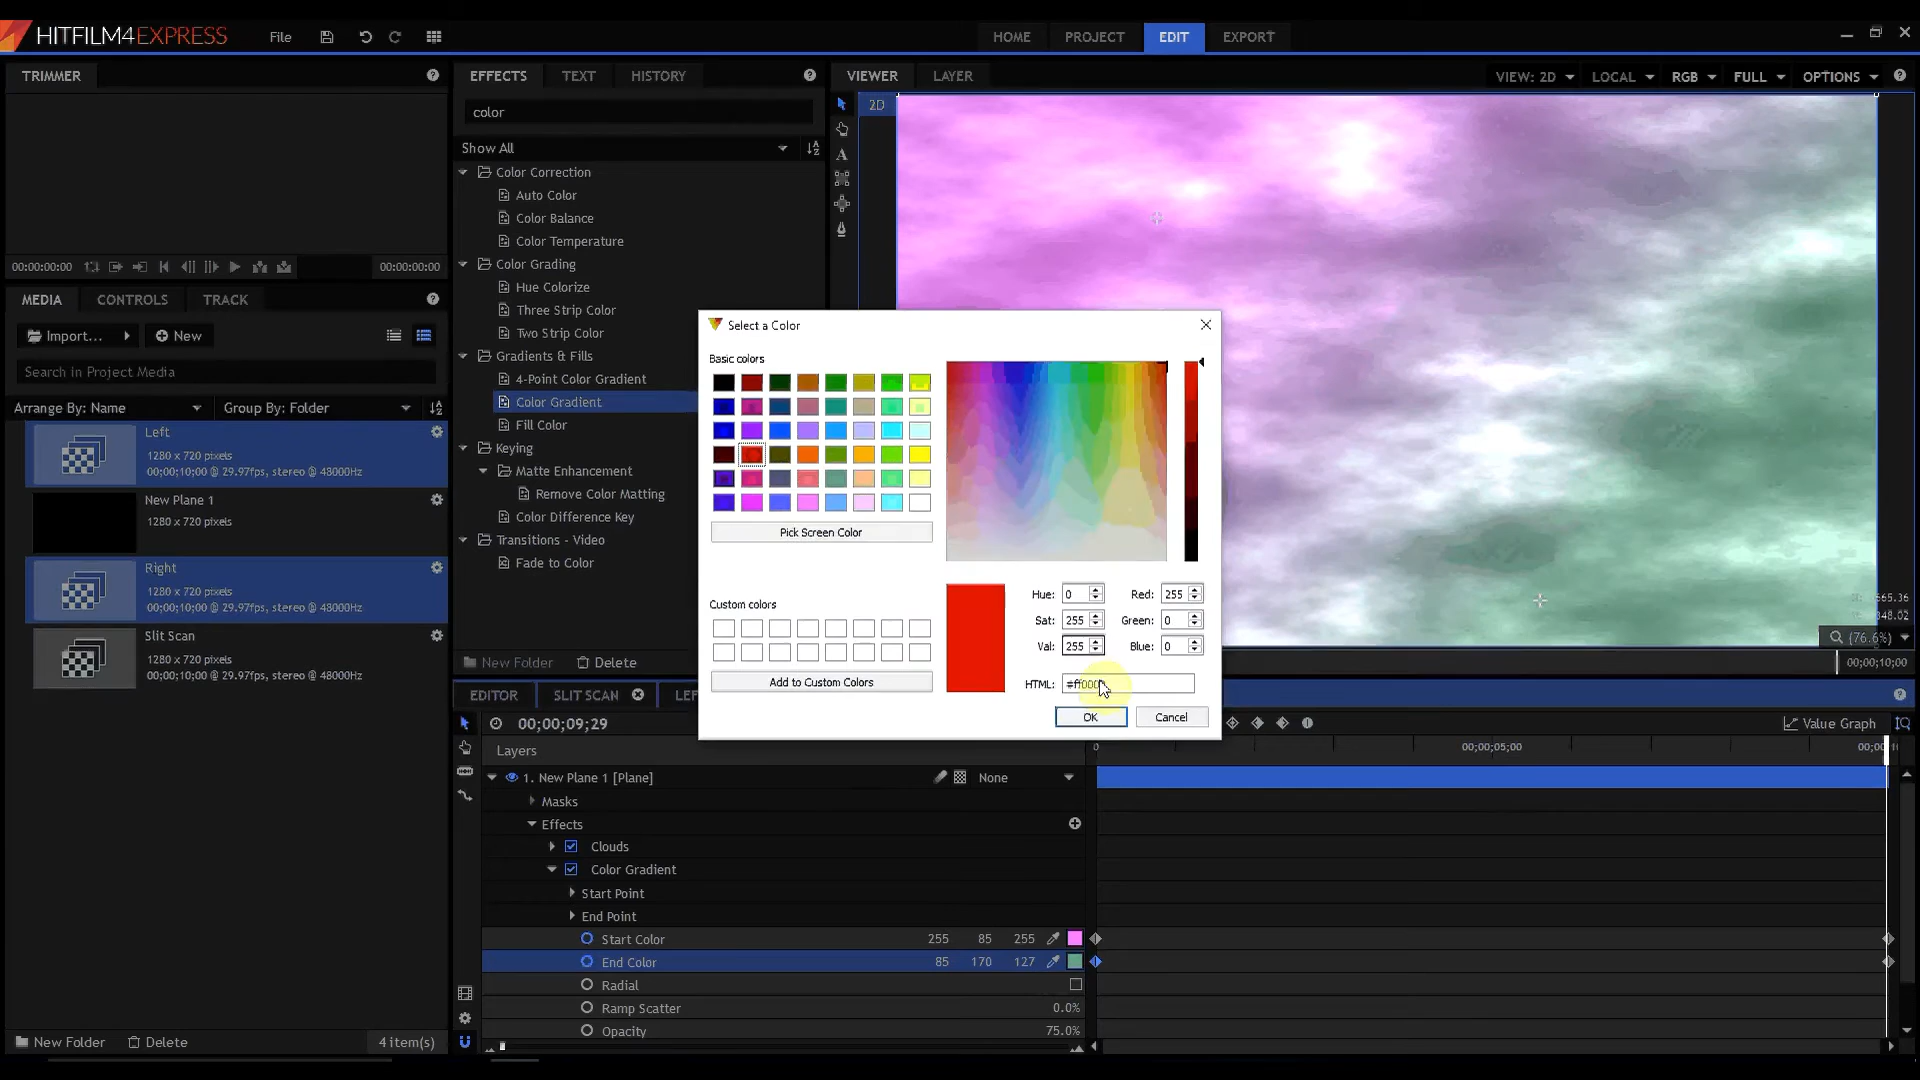 HITFILM4EXPRESS
File
HOME
PROJECT
EDIT
EXPORT
TRIMMER
EFFECTS
TEXT
HISTORY
VIEWER
LAYER
VIEW: 2D
LOCAL
RGB
FULL
OPTIONS
2D
color
Show All
Color Correction
Auto Color
Color Balance
Color Temperature
Color Grading
Hue Colorize
Three Strip Color
Two Strip Color
Gradients & Fills
4-Point Color Gradient
Color Gradient
Fill Color
Keying
Matte Enhancement
Remove Color Matting
Color Difference Key
Transitions - Video
Fade to Color
New Folder
Delete
00:00:00:00
00:00:00:00
MEDIA
CONTROLS
TRACK
Import...
New
Search in Project Media
Arrange By: Name
Group By: Folder
Left
1280 x 720 pixels
00;00;10;00 @ 29.97fps, stereo @ 48000Hz
New Plane 1
1280 x 720 pixels
Right
1280 x 720 pixels
00;00;10;00 @ 29.97fps, stereo @ 48000Hz
Slit Scan
1280 x 720 pixels
00;00;10;00 @ 29.97fps, stereo @ 48000Hz
New Folder
Delete
4 item(s)
Select a Color
Basic colors
Pick Screen Color
Custom colors
Add to Custom Colors
Hue: 0
Red: 255
Sat: 255
Green: 0
Val: 255
Blue: 0
HTML: #ff000
OK
Cancel
(76.6%)
00;00;10;00
EDITOR
SLIT SCAN
00;00;09;29
Value Graph
Layers
0
00;00;05;00
1. New Plane 1 [Plane]
None
Masks
Effects
Clouds
Color Gradient
Start Point
End Point
Start Color
255 85 255
End Color
85 170 127
Radial
Ramp Scatter
0.0%
Opacity
75.0%